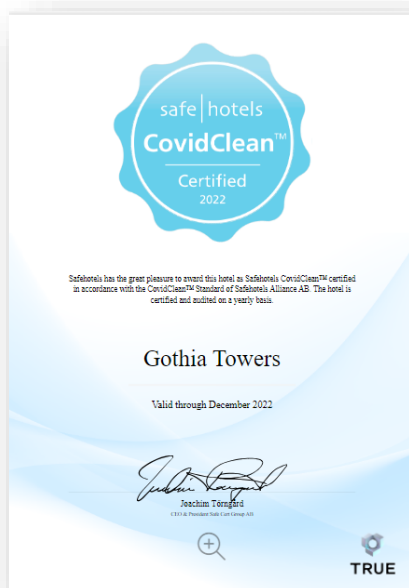 safe|hotels
CovidClean™
Certified
2022
Safehotels has the great pleasure to award this hotel as Safehotels CovidClean™ certified
in accordance with the CovidClean™ Standard of Safehotels Alliance AB. The hotel is
certified and audited on a yearly basis.
Gothia Towers
Valid through December 2022
Joachim Törngård
CEO & President Safe Cert Group AB
TRUE